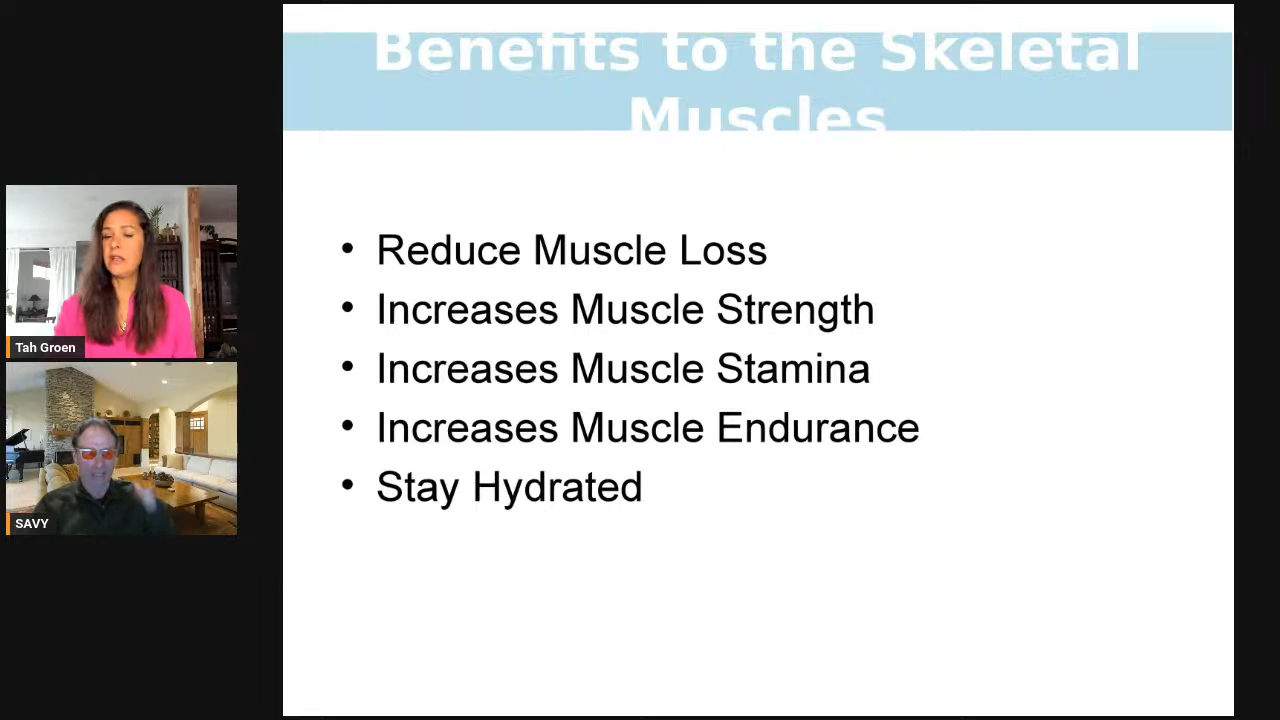 Benefits to the Skeletal
Muscles
• Reduce Muscle Loss
• Increases Muscle Strength
• Increases Muscle Stamina
• Increases Muscle Endurance
• Stay Hydrated
Tah Groen
SAVY